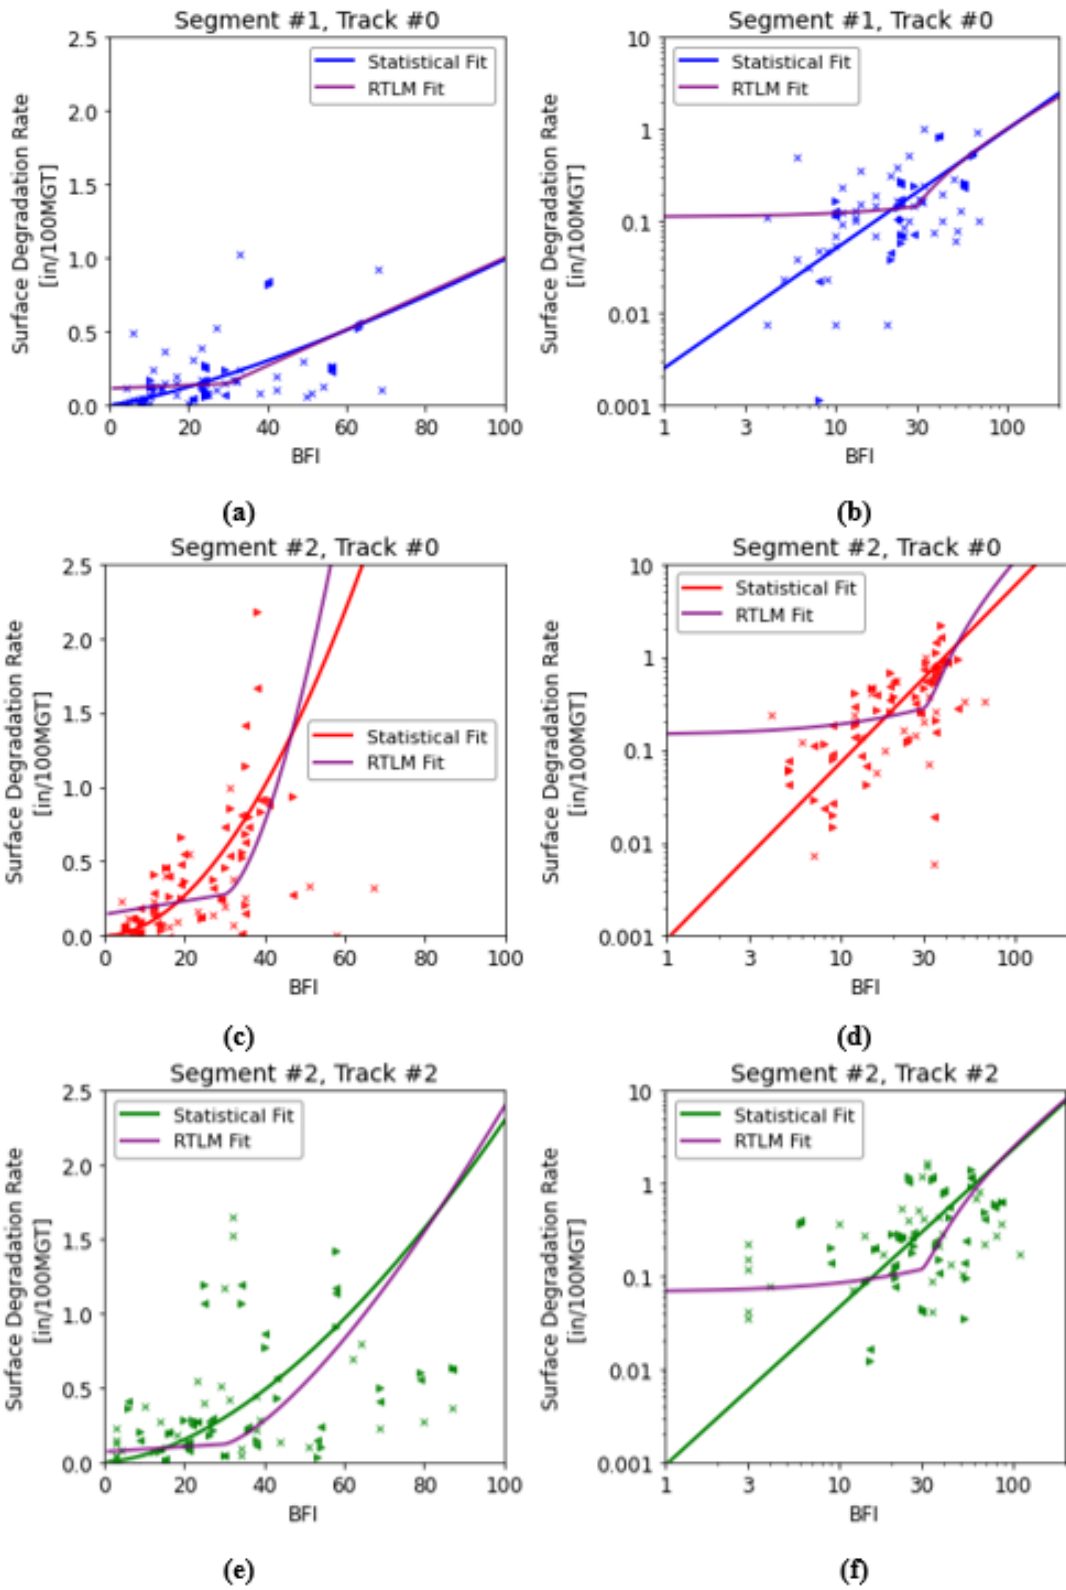 Segment #1, Track #0
Surface Degradation Rate
[in/100MGT]
2.5
2.0
1.5
1.0
0.5
0.0
Statistical Fit
RTLM Fit
0 20 40 60 80 100
BFI
(a)
Segment #1, Track #0
Surface Degradation Rate
[in/100MGT]
10
1
0.1
0.01
0.001
Statistical Fit
RTLM Fit
1 3 10 30 100
BFI
(b)
Segment #2, Track #0
Surface Degradation Rate
[in/100MGT]
2.5
2.0
1.5
1.0
0.5
0.0
Statistical Fit
RTLM Fit
0 20 40 60 80 100
BFI
(c)
Segment #2, Track #0
Surface Degradation Rate
[in/100MGT]
10
1
0.1
0.01
0.001
Statistical Fit
RTLM Fit
1 3 10 30 100
BFI
(d)
Segment #2, Track #2
Surface Degradation Rate
[in/100MGT]
2.5
2.0
1.5
1.0
0.5
0.0
Statistical Fit
RTLM Fit
0 20 40 60 80 100
BFI
(e)
Segment #2, Track #2
Surface Degradation Rate
[in/100MGT]
10
1
0.1
0.01
0.001
Statistical Fit
RTLM Fit
1 3 10 30 100
BFI
(f)